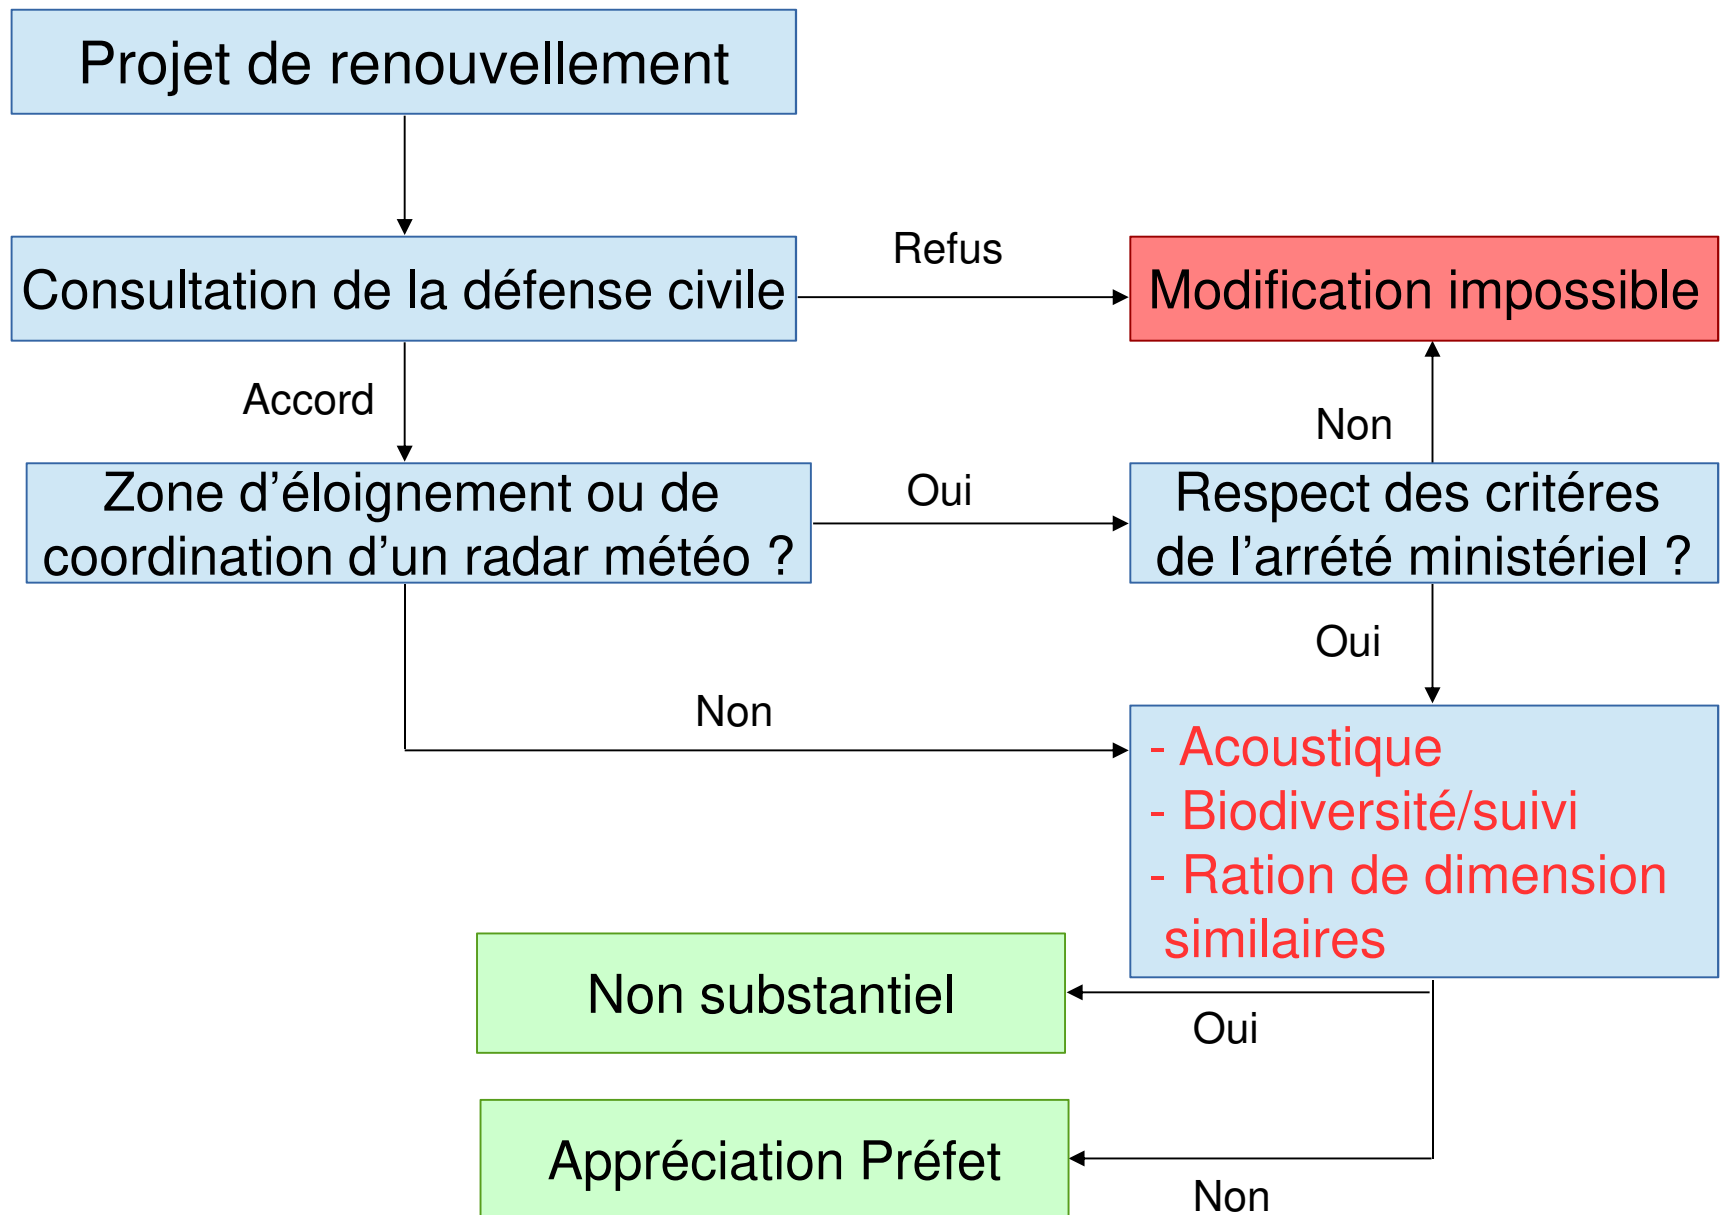 Projet de renouvellement
Consultation de la défense civile
Refus
Modification impossible
Accord
Non
Zone d’éloignement ou de
coordination d’un radar météo ?
Oui
Respect des critéres
de l’arrété ministériel ?
Oui
Non
- Acoustique
- Biodiversité/suivi
- Ration de dimension
similaires
Non substantiel
Oui
Appréciation Préfet
Non